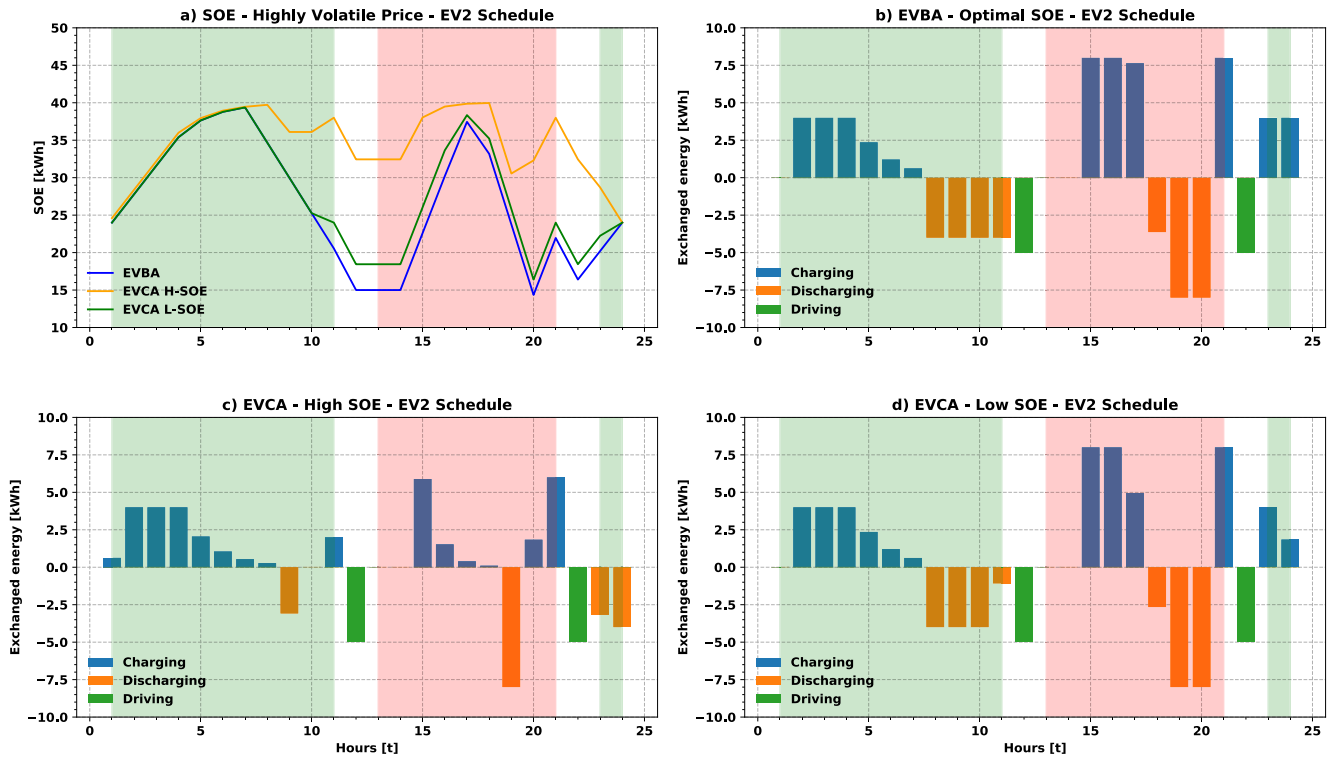 a) SOE - Highly Volatile Price - EV2 Schedule
50
45
40
35
30
25
20
15
10
SOE [kWh]
EVBA
EVCA H-SOE
EVCA L-SOE
0 5 10 15 20 25
b) EVBA - Optimal SOE - EV2 Schedule
10.0
7.5
5.0
2.5
0.0
−2.5
−5.0
−7.5
−10.0
Exchanged energy [kWh]
Charging
Discharging
Driving
0 5 10 15 20 25
c) EVCA - High SOE - EV2 Schedule
10.0
7.5
5.0
2.5
0.0
−2.5
−5.0
−7.5
−10.0
Exchanged energy [kWh]
Charging
Discharging
Driving
0 5 10 15 20 25
Hours [t]
d) EVCA - Low SOE - EV2 Schedule
10.0
7.5
5.0
2.5
0.0
−2.5
−5.0
−7.5
−10.0
Exchanged energy [kWh]
Charging
Discharging
Driving
0 5 10 15 20 25
Hours [t]